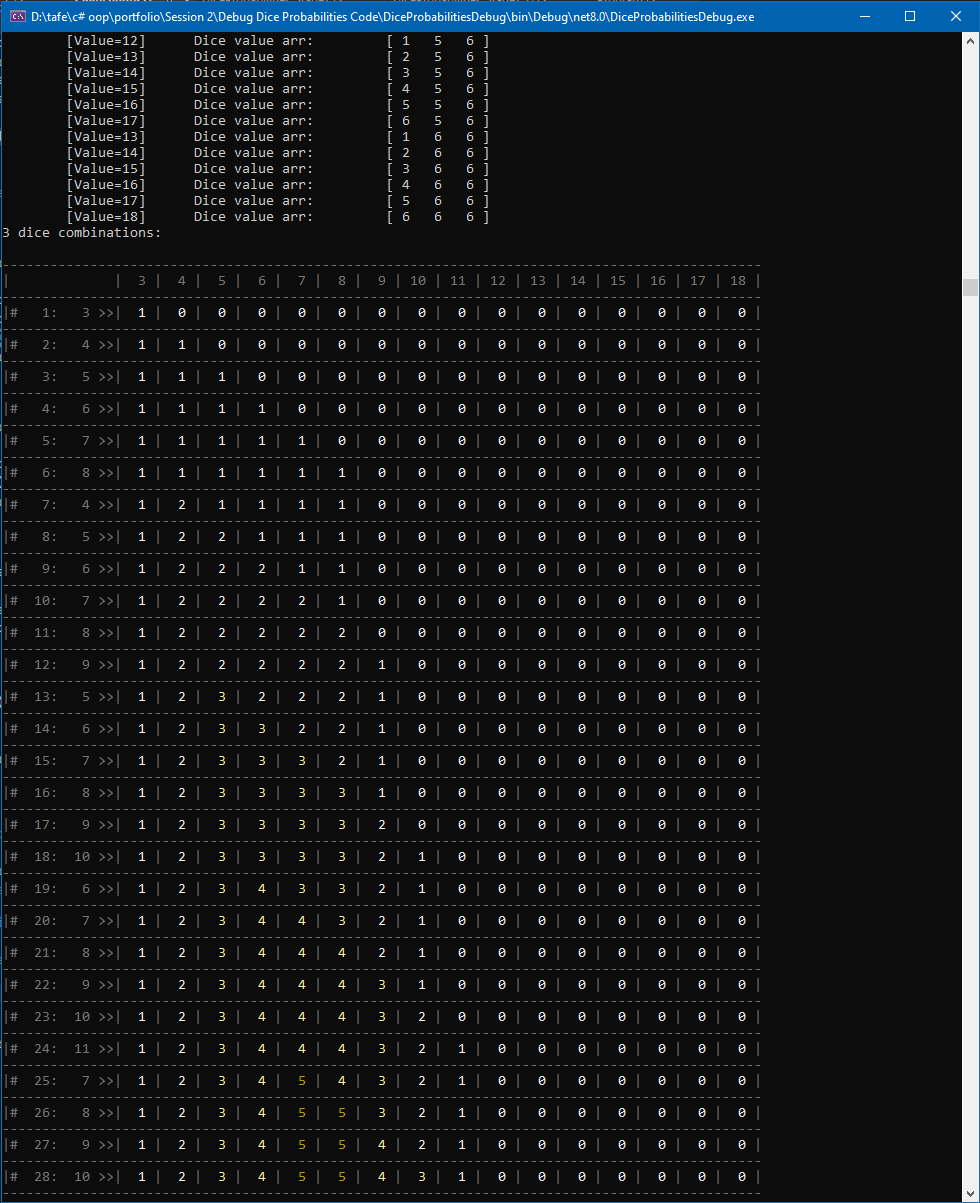 D:\tafe\c# oop\portfolio\Session 2\Debug Dice Probabilities Code\DiceProbabilitiesDebug\bin\Debug\net8.0\DiceProbabilitiesDebug.exe
[Value=12] Dice value arr: [ 1 5 6 ]
[Value=13] Dice value arr: [ 2 5 6 ]
[Value=14] Dice value arr: [ 3 5 6 ]
[Value=15] Dice value arr: [ 4 5 6 ]
[Value=16] Dice value arr: [ 5 5 6 ]
[Value=17] Dice value arr: [ 6 5 6 ]
[Value=13] Dice value arr: [ 1 6 6 ]
[Value=14] Dice value arr: [ 2 6 6 ]
[Value=15] Dice value arr: [ 3 6 6 ]
[Value=16] Dice value arr: [ 4 6 6 ]
[Value=17] Dice value arr: [ 5 6 6 ]
[Value=18] Dice value arr: [ 6 6 6 ]
3 dice combinations:
| | 3 | 4 | 5 | 6 | 7 | 8 | 9 | 10 | 11 | 12 | 13 | 14 | 15 | 16 | 17 | 18 |
|# 1: 3 >>| 1 | 0 | 0 | 0 | 0 | 0 | 0 | 0 | 0 | 0 | 0 | 0 | 0 | 0 | 0 | 0 |
|# 2: 4 >>| 1 | 1 | 0 | 0 | 0 | 0 | 0 | 0 | 0 | 0 | 0 | 0 | 0 | 0 | 0 | 0 |
|# 3: 5 >>| 1 | 1 | 1 | 0 | 0 | 0 | 0 | 0 | 0 | 0 | 0 | 0 | 0 | 0 | 0 | 0 |
|# 4: 6 >>| 1 | 1 | 1 | 1 | 0 | 0 | 0 | 0 | 0 | 0 | 0 | 0 | 0 | 0 | 0 | 0 |
|# 5: 7 >>| 1 | 1 | 1 | 1 | 1 | 0 | 0 | 0 | 0 | 0 | 0 | 0 | 0 | 0 | 0 | 0 |
|# 6: 8 >>| 1 | 1 | 1 | 1 | 1 | 1 | 0 | 0 | 0 | 0 | 0 | 0 | 0 | 0 | 0 | 0 |
|# 7: 4 >>| 1 | 2 | 1 | 1 | 1 | 1 | 0 | 0 | 0 | 0 | 0 | 0 | 0 | 0 | 0 | 0 |
|# 8: 5 >>| 1 | 2 | 2 | 1 | 1 | 1 | 0 | 0 | 0 | 0 | 0 | 0 | 0 | 0 | 0 | 0 |
|# 9: 6 >>| 1 | 2 | 2 | 2 | 1 | 1 | 0 | 0 | 0 | 0 | 0 | 0 | 0 | 0 | 0 | 0 |
|# 10: 7 >>| 1 | 2 | 2 | 2 | 2 | 1 | 0 | 0 | 0 | 0 | 0 | 0 | 0 | 0 | 0 | 0 |
|# 11: 8 >>| 1 | 2 | 2 | 2 | 2 | 2 | 0 | 0 | 0 | 0 | 0 | 0 | 0 | 0 | 0 | 0 |
|# 12: 9 >>| 1 | 2 | 2 | 2 | 2 | 2 | 1 | 0 | 0 | 0 | 0 | 0 | 0 | 0 | 0 | 0 |
|# 13: 5 >>| 1 | 2 | 3 | 2 | 2 | 2 | 1 | 0 | 0 | 0 | 0 | 0 | 0 | 0 | 0 | 0 |
|# 14: 6 >>| 1 | 2 | 3 | 3 | 2 | 2 | 1 | 0 | 0 | 0 | 0 | 0 | 0 | 0 | 0 | 0 |
|# 15: 7 >>| 1 | 2 | 3 | 3 | 3 | 2 | 1 | 0 | 0 | 0 | 0 | 0 | 0 | 0 | 0 | 0 |
|# 16: 8 >>| 1 | 2 | 3 | 3 | 3 | 3 | 1 | 0 | 0 | 0 | 0 | 0 | 0 | 0 | 0 | 0 |
|# 17: 9 >>| 1 | 2 | 3 | 3 | 3 | 3 | 2 | 0 | 0 | 0 | 0 | 0 | 0 | 0 | 0 | 0 |
|# 18: 10 >>| 1 | 2 | 3 | 3 | 3 | 3 | 2 | 1 | 0 | 0 | 0 | 0 | 0 | 0 | 0 | 0 |
|# 19: 6 >>| 1 | 2 | 3 | 4 | 3 | 3 | 2 | 1 | 0 | 0 | 0 | 0 | 0 | 0 | 0 | 0 |
|# 20: 7 >>| 1 | 2 | 3 | 4 | 4 | 3 | 2 | 1 | 0 | 0 | 0 | 0 | 0 | 0 | 0 | 0 |
|# 21: 8 >>| 1 | 2 | 3 | 4 | 4 | 4 | 2 | 1 | 0 | 0 | 0 | 0 | 0 | 0 | 0 | 0 |
|# 22: 9 >>| 1 | 2 | 3 | 4 | 4 | 4 | 3 | 1 | 0 | 0 | 0 | 0 | 0 | 0 | 0 | 0 |
|# 23: 10 >>| 1 | 2 | 3 | 4 | 4 | 4 | 3 | 2 | 0 | 0 | 0 | 0 | 0 | 0 | 0 | 0 |
|# 24: 11 >>| 1 | 2 | 3 | 4 | 4 | 4 | 3 | 2 | 1 | 0 | 0 | 0 | 0 | 0 | 0 | 0 |
|# 25: 7 >>| 1 | 2 | 3 | 4 | 5 | 4 | 3 | 2 | 1 | 0 | 0 | 0 | 0 | 0 | 0 | 0 |
|# 26: 8 >>| 1 | 2 | 3 | 4 | 5 | 5 | 3 | 2 | 1 | 0 | 0 | 0 | 0 | 0 | 0 | 0 |
|# 27: 9 >>| 1 | 2 | 3 | 4 | 5 | 5 | 4 | 2 | 1 | 0 | 0 | 0 | 0 | 0 | 0 | 0 |
|# 28: 10 >>| 1 | 2 | 3 | 4 | 5 | 5 | 4 | 3 | 1 | 0 | 0 | 0 | 0 | 0 | 0 | 0 |